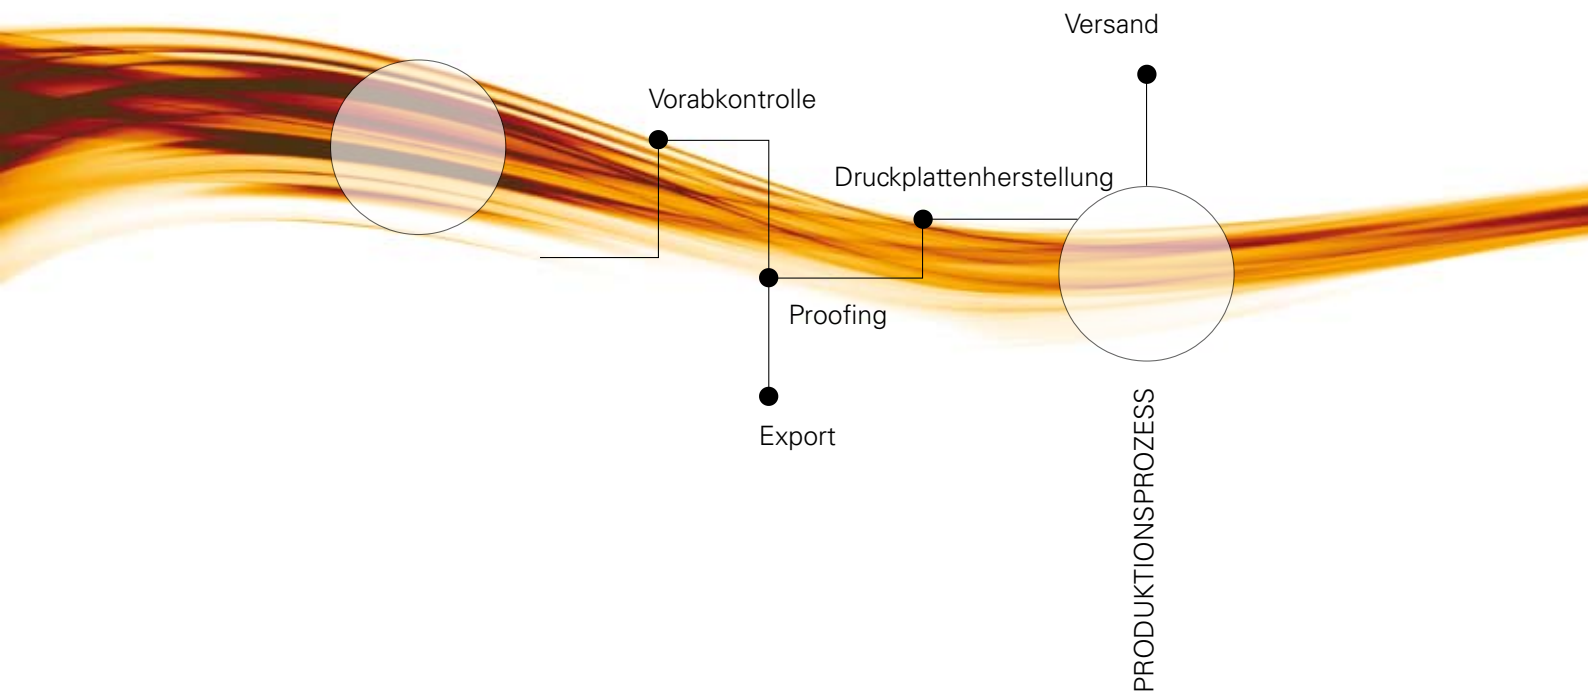 Versand
Vorabkontrolle
Druckplattenherstellung
Proofing
Export
PRODUKTIONSPROZESS